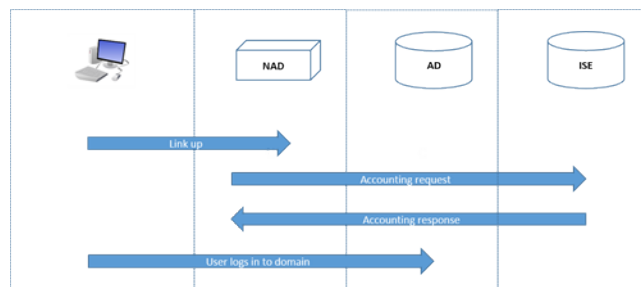 NAD
AD
ISE
Link up
Accounting request
Accounting response
User logs in to domain